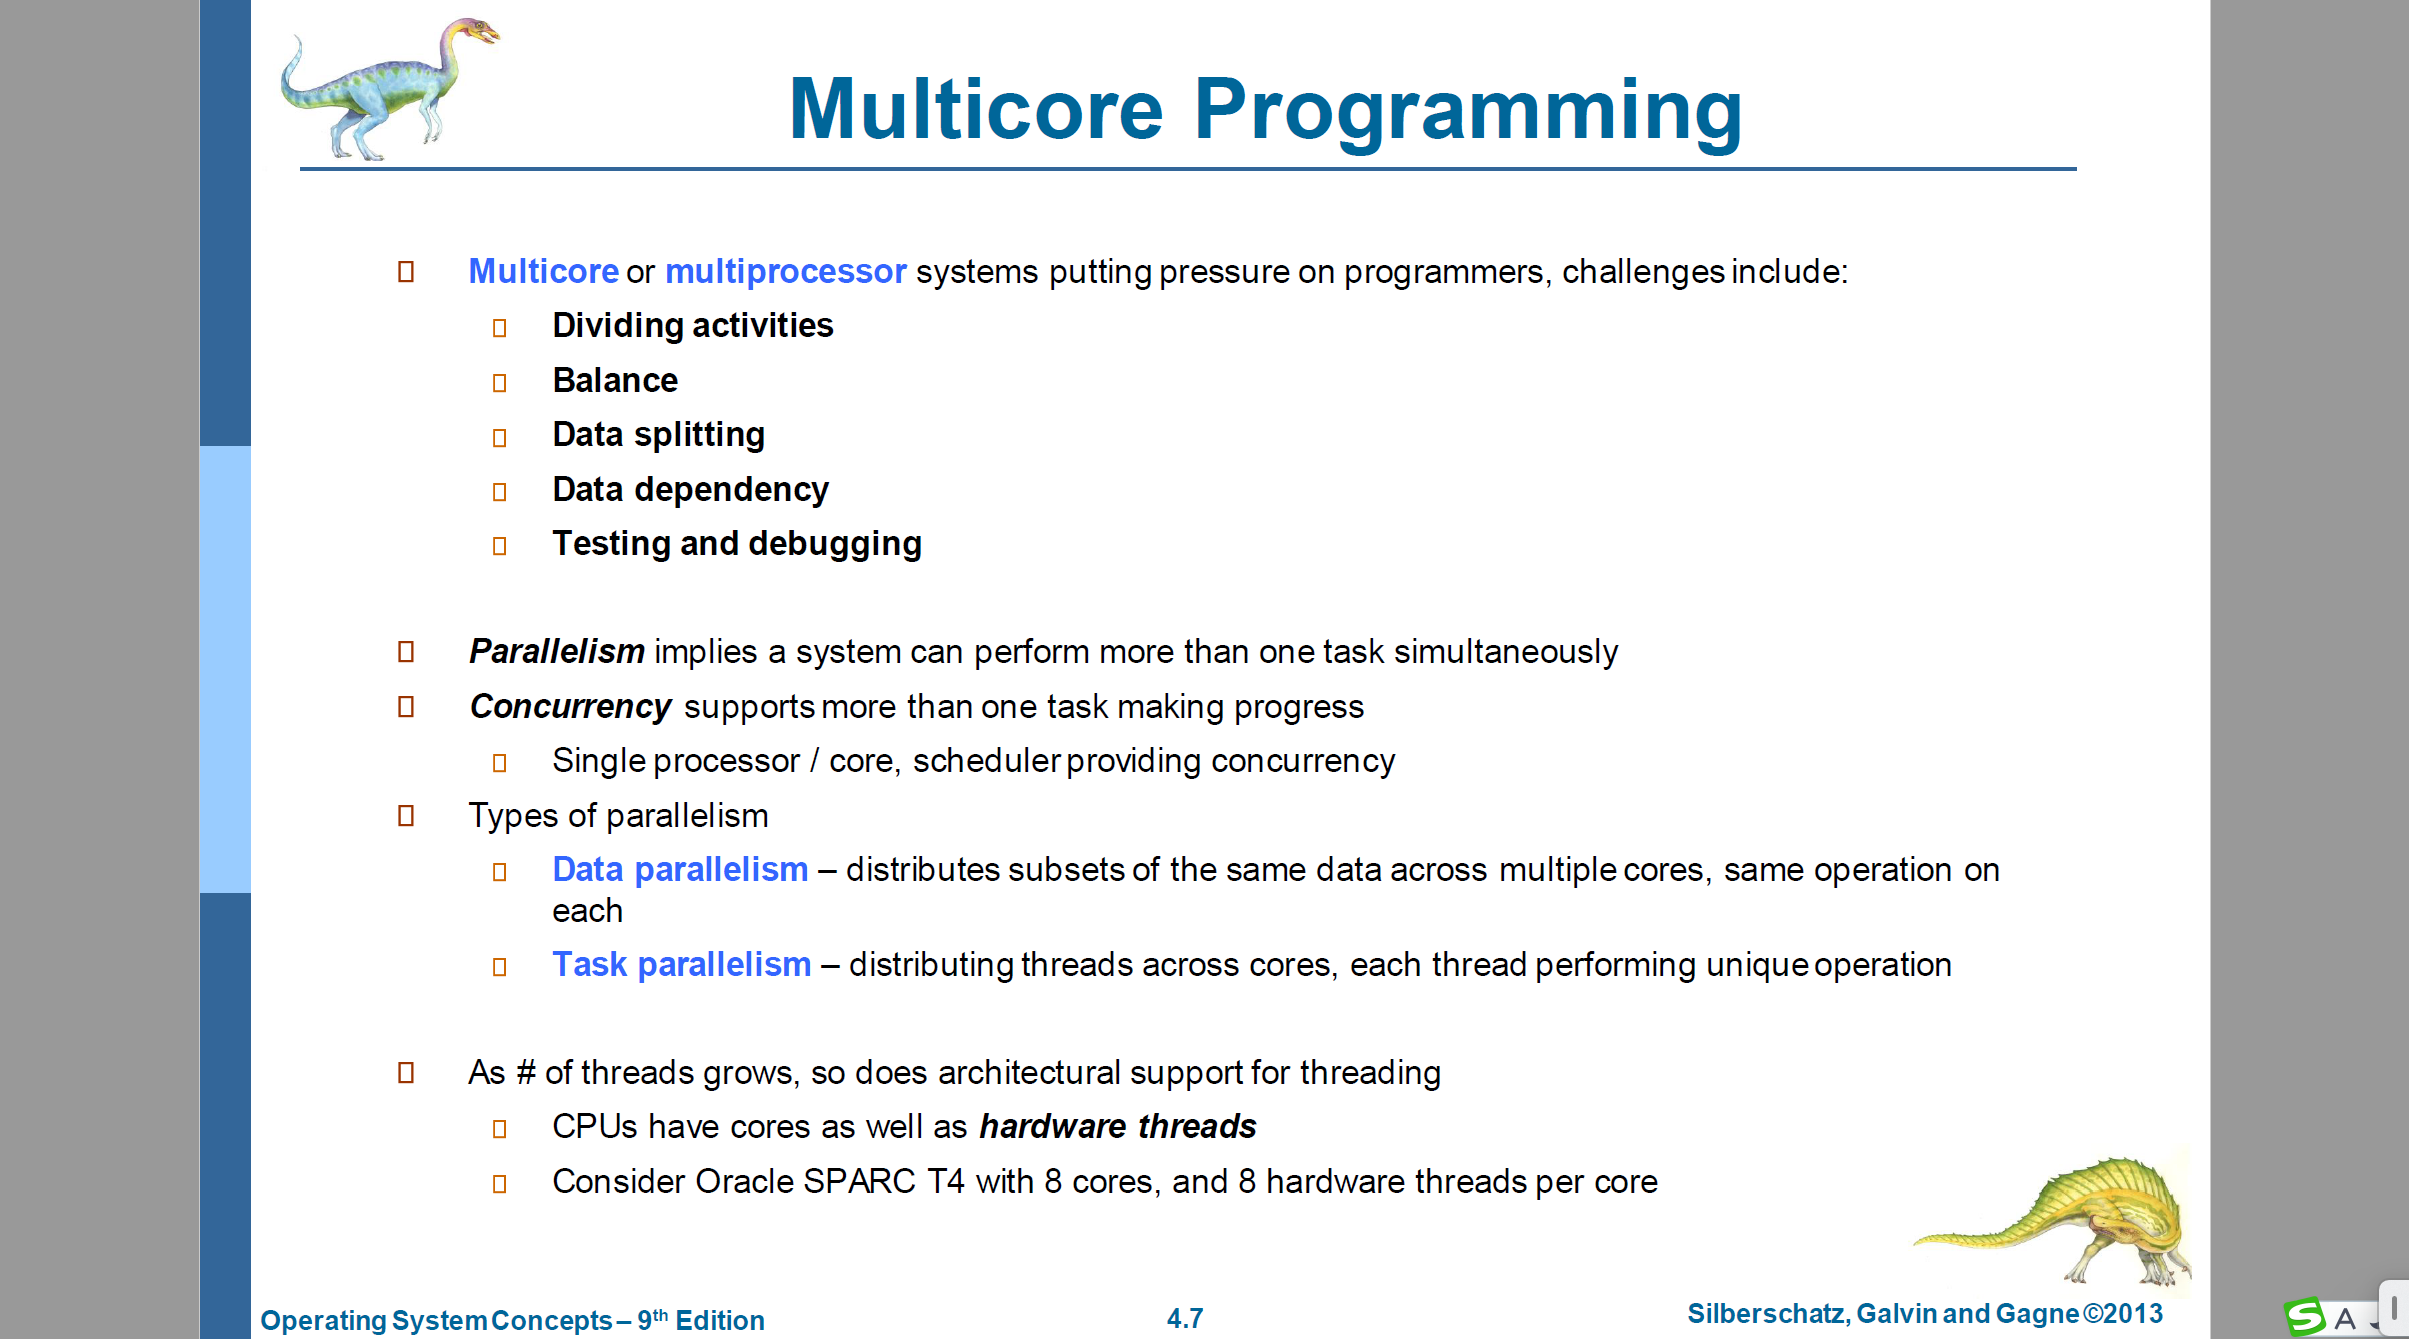 Multicore Programming
Multicore or multiprocessor systems putting pressure on programmers, challenges include:
Dividing activities
Balance
Data splitting
Data dependency
Testing and debugging
Parallelism implies a system can perform more than one task simultaneously
Concurrency supports more than one task making progress
Single processor / core, scheduler providing concurrency
Types of parallelism
Data parallelism – distributes subsets of the same data across multiple cores, same operation on
each
Task parallelism – distributing threads across cores, each thread performing unique operation
As # of threads grows, so does architectural support for threading
CPUs have cores as well as hardware threads
Consider Oracle SPARC T4 with 8 cores, and 8 hardware threads per core
Operating System Concepts – 9th Edition
4.7
Silberschatz, Galvin and Gagne ©2013
S A